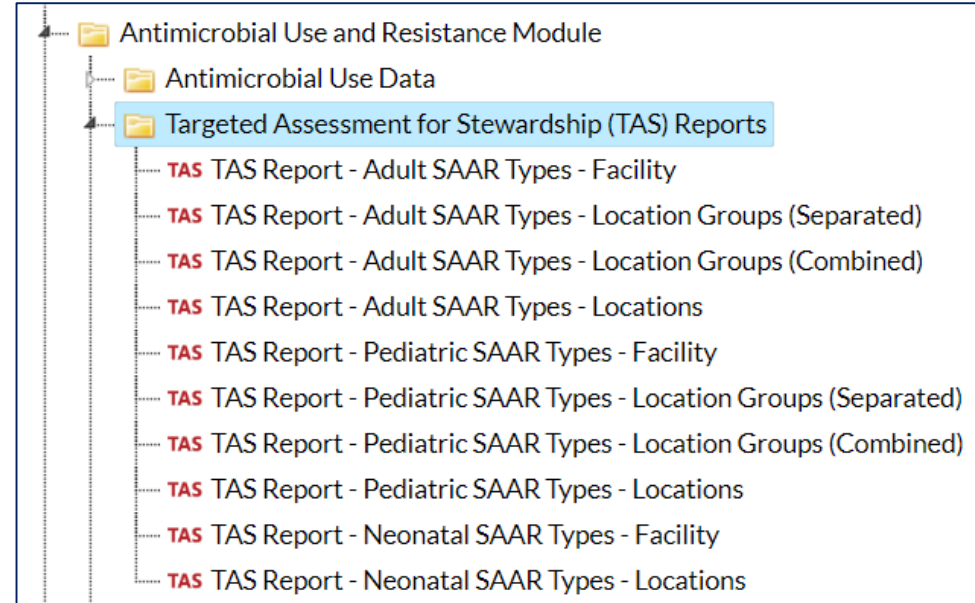 Antimicrobial Use and Resistance Module
Antimicrobial Use Data
Targeted Assessment for Stewardship (TAS) Reports
TAS TAS Report - Adult SAAR Types - Facility
TAS TAS Report - Adult SAAR Types - Location Groups (Separated)
TAS TAS Report - Adult SAAR Types - Location Groups (Combined)
TAS TAS Report - Adult SAAR Types - Locations
TAS TAS Report - Pediatric SAAR Types - Facility
TAS TAS Report - Pediatric SAAR Types - Location Groups (Separated)
TAS TAS Report - Pediatric SAAR Types - Location Groups (Combined)
TAS TAS Report - Pediatric SAAR Types - Locations
TAS TAS Report - Neonatal SAAR Types - Facility
TAS TAS Report - Neonatal SAAR Types - Locations